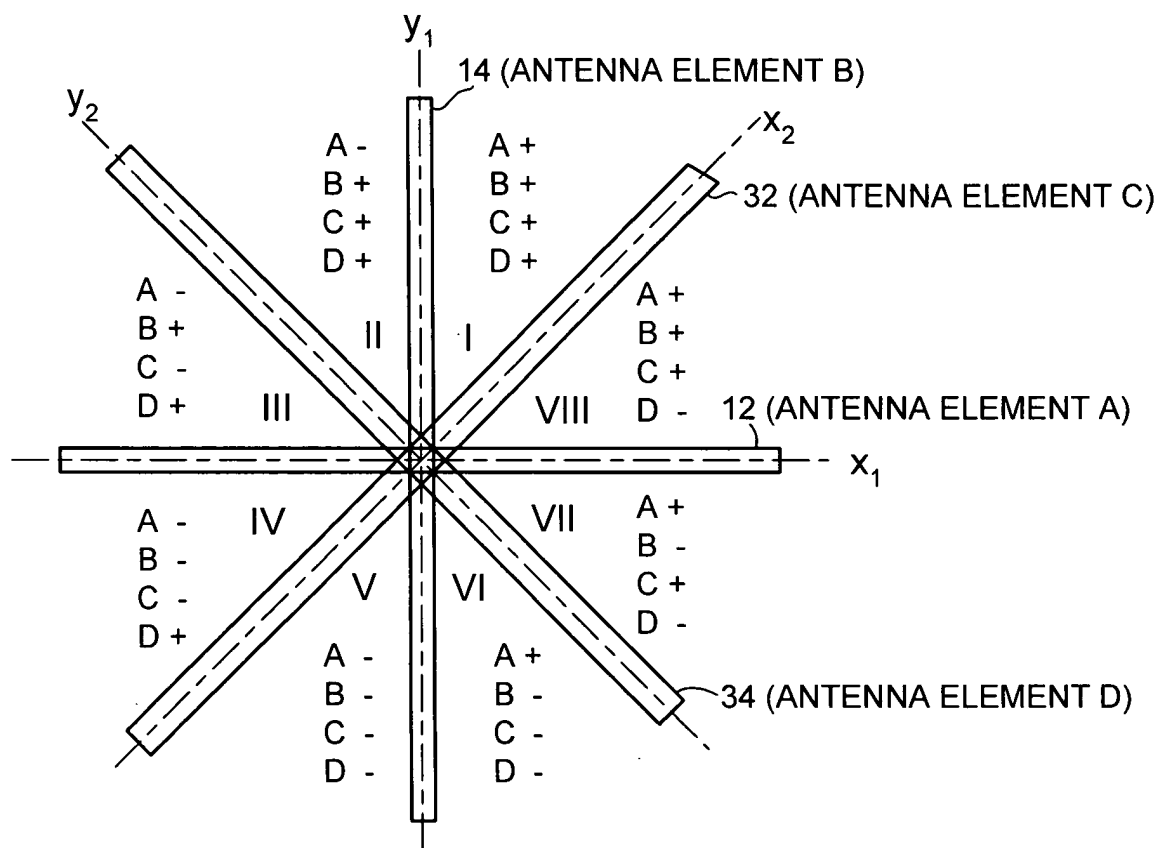 y1
14 (ANTENNA ELEMENT B)
y2
x2
A -
B +
C +
D +
A +
B +
C +
D +
32 (ANTENNA ELEMENT C)
A -
B +
C -
D +
II
I
A +
B +
C +
D -
III
VIII
12 (ANTENNA ELEMENT A)
x1
A -
B -
C -
D +
IV
VII
A +
B -
C +
D -
V
VI
A -
B -
C -
D -
A +
B -
C -
D -
34 (ANTENNA ELEMENT D)